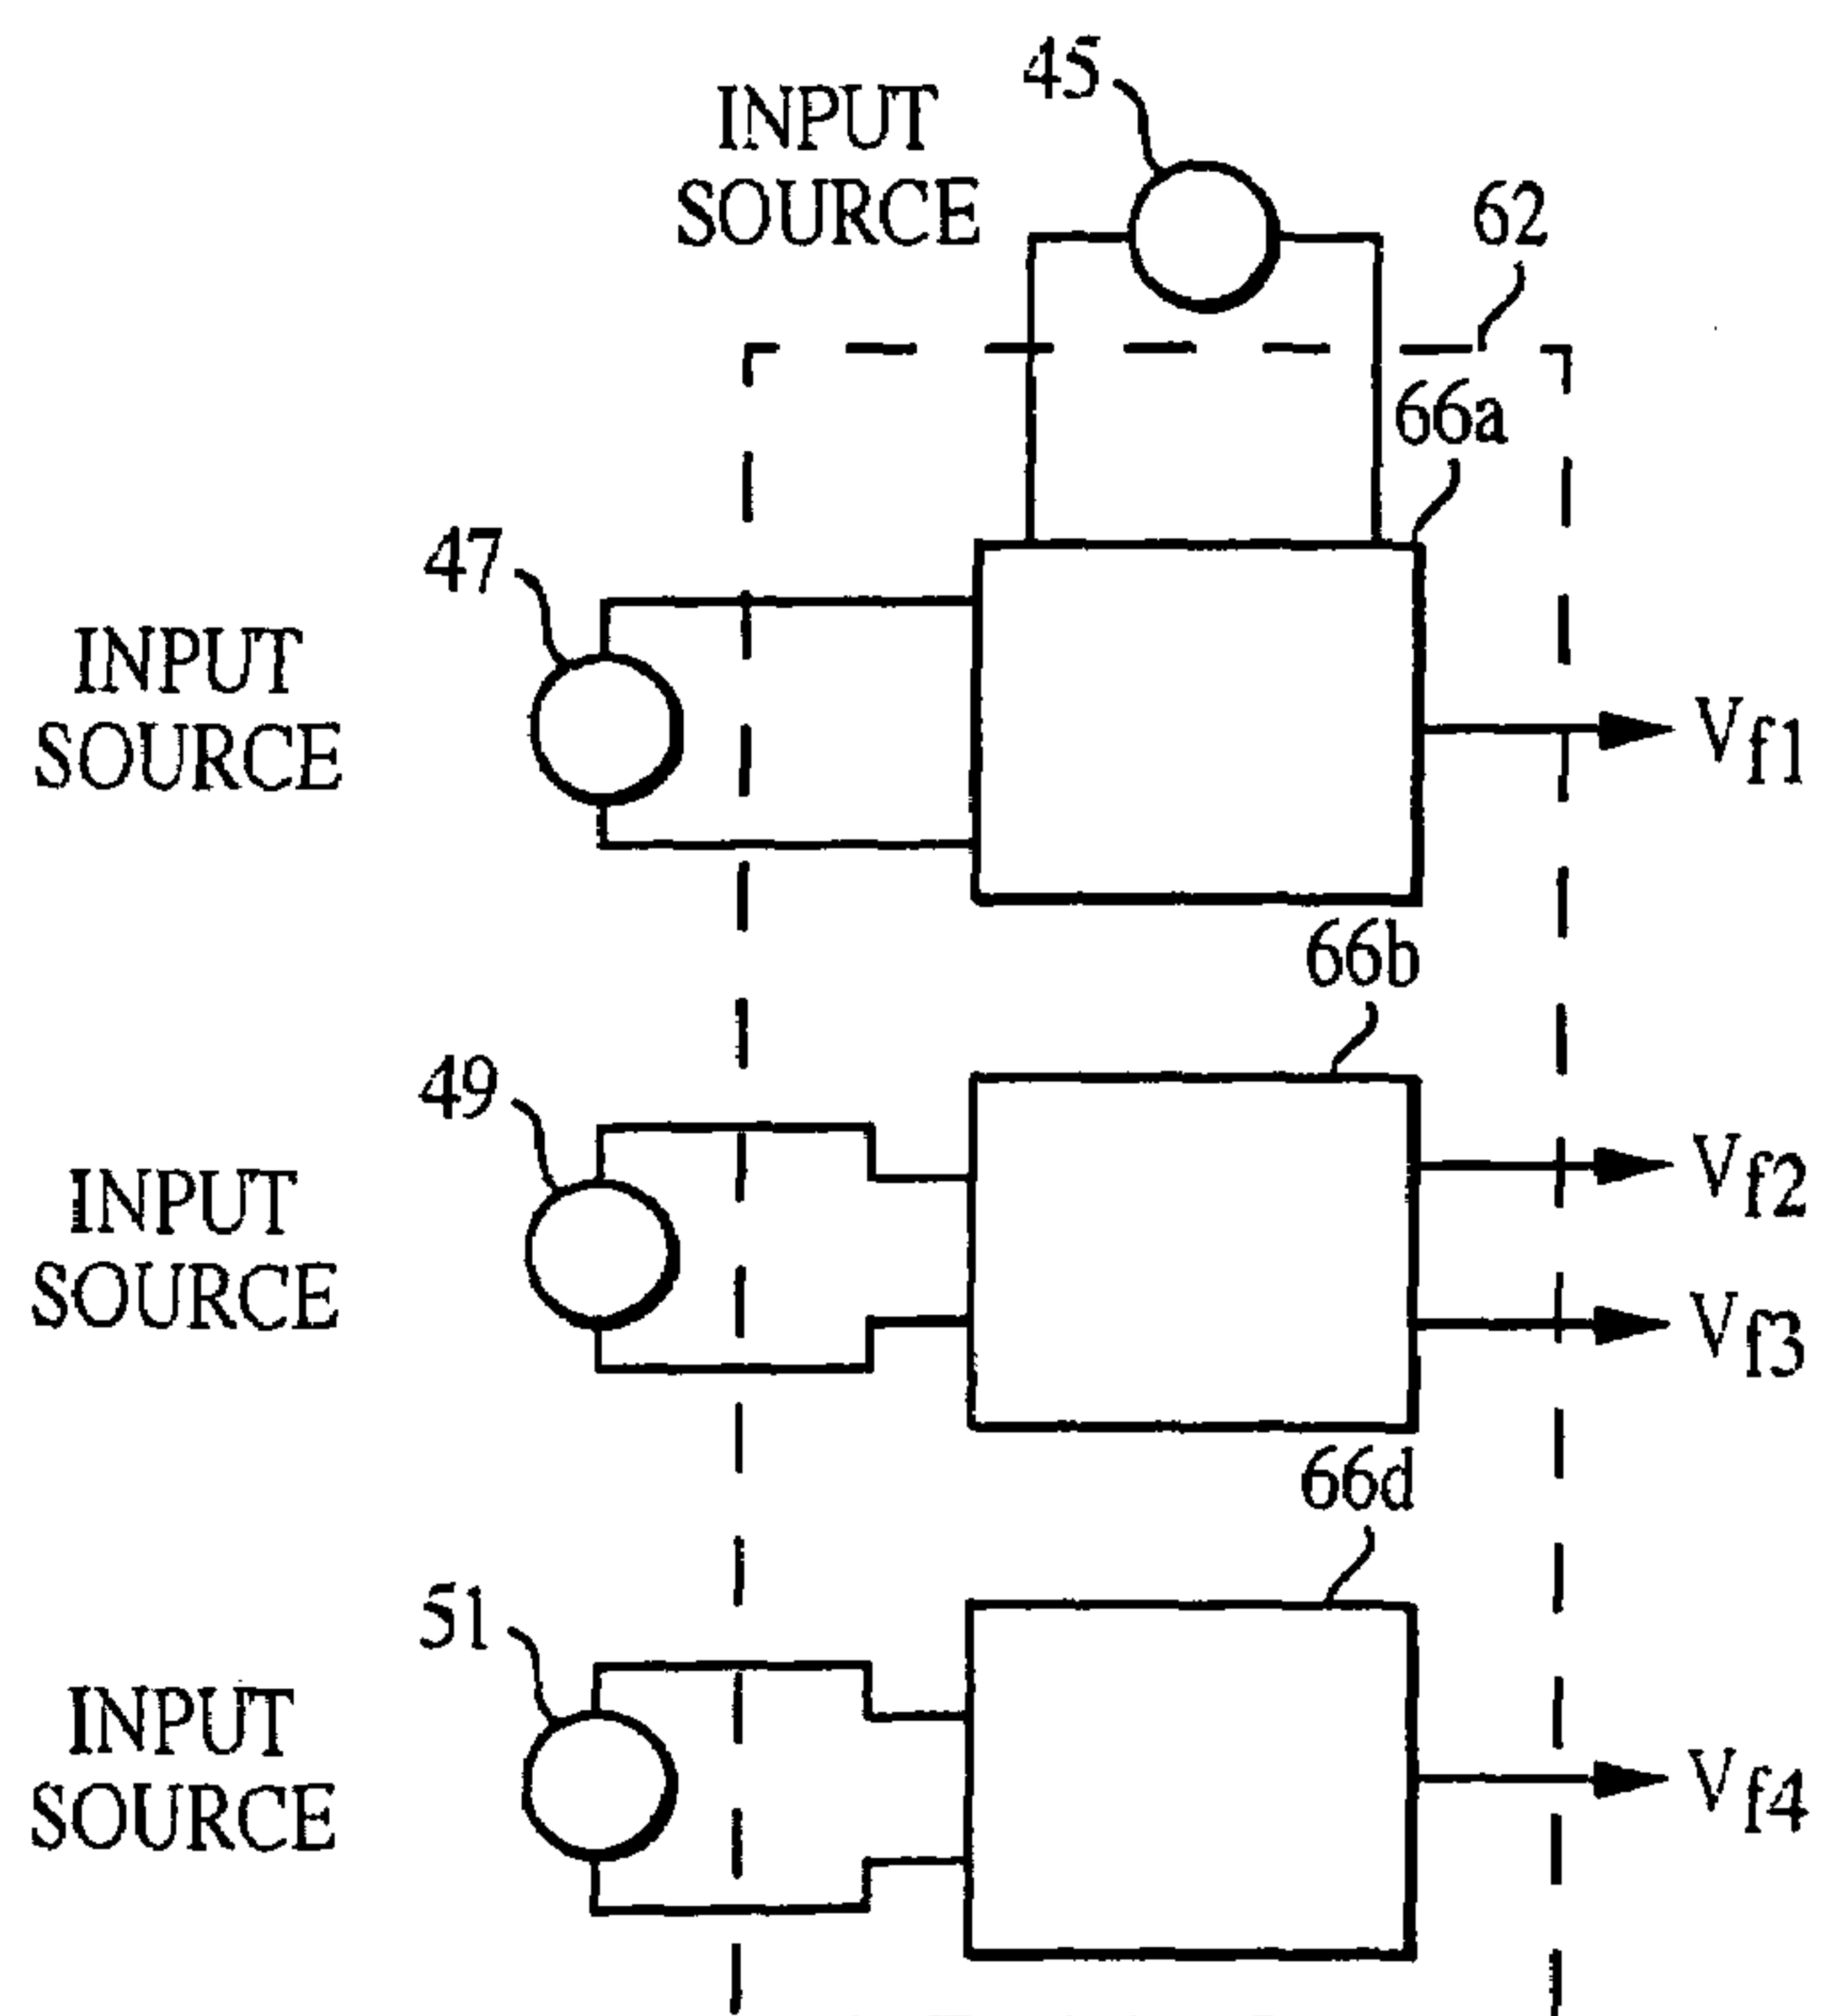 45
INPUT
SOURCE
62
66a
47
INPUT
SOURCE
Vf1
66b
49
INPUT
SOURCE
Vf2
Vf3
66d
51
INPUT
SOURCE
Vf4